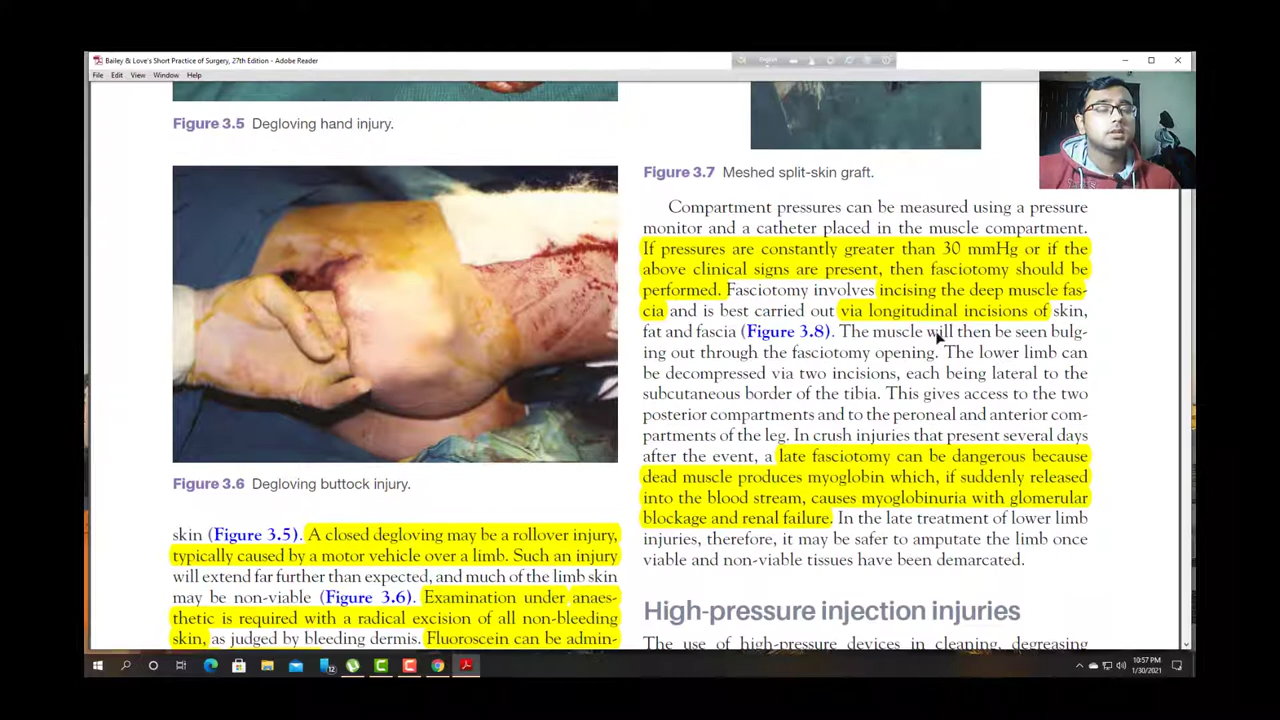 Bailey & Love's Short Practice of Surgery, 27th Edition - Adobe Reader
File Edit View Window Help
English
Figure 3.5 Degloving hand injury.
Figure 3.6 Degloving buttock injury.
skin (Figure 3.5). A closed degloving may be a rollover injury,
typically caused by a motor vehicle over a limb. Such an injury
will extend far further than expected, and much of the limb skin
may be non-viable (Figure 3.6). Examination under anaes-
thetic is required with a radical excision of all non-bleeding
skin, as judged by bleeding dermis. Fluoroscein can be admin-
Figure 3.7 Meshed split-skin graft.
Compartment pressures can be measured using a pressure
monitor and a catheter placed in the muscle compartment.
If pressures are constantly greater than 30 mmHg or if the
above clinical signs are present, then fasciotomy should be
performed. Fasciotomy involves incising the deep muscle fas-
cia and is best carried out via longitudinal incisions of skin,
fat and fascia (Figure 3.8). The muscle will then be seen bulg-
ing out through the fasciotomy opening. The lower limb can
be decompressed via two incisions, each being lateral to the
subcutaneous border of the tibia. This gives access to the two
posterior compartments and to the peroneal and anterior com-
partments of the leg. In crush injuries that present several days
after the event, a late fasciotomy can be dangerous because
dead muscle produces myoglobin which, if suddenly released
into the blood stream, causes myoglobinuria with glomerular
blockage and renal failure. In the late treatment of lower limb
injuries, therefore, it may be safer to amputate the limb once
viable and non-viable tissues have been demarcated.
High-pressure injection injuries
The use of high-pressure devices in cleaning, degreasing
12
10:57 PM
1/30/2021